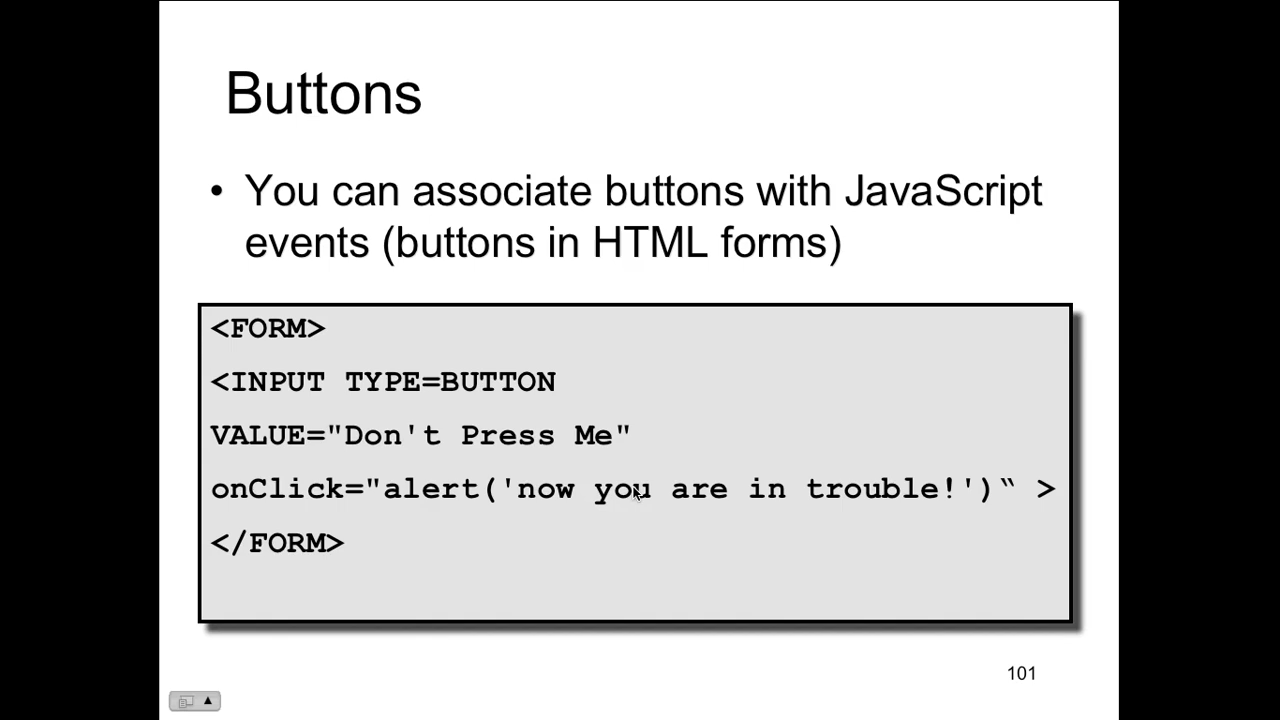 Buttons
• You can associate buttons with JavaScript
events (buttons in HTML forms)
<FORM>
<INPUT TYPE=BUTTON
VALUE="Don't Press Me"
onClick="alert('now you are in trouble!')“ >
</FORM>
101